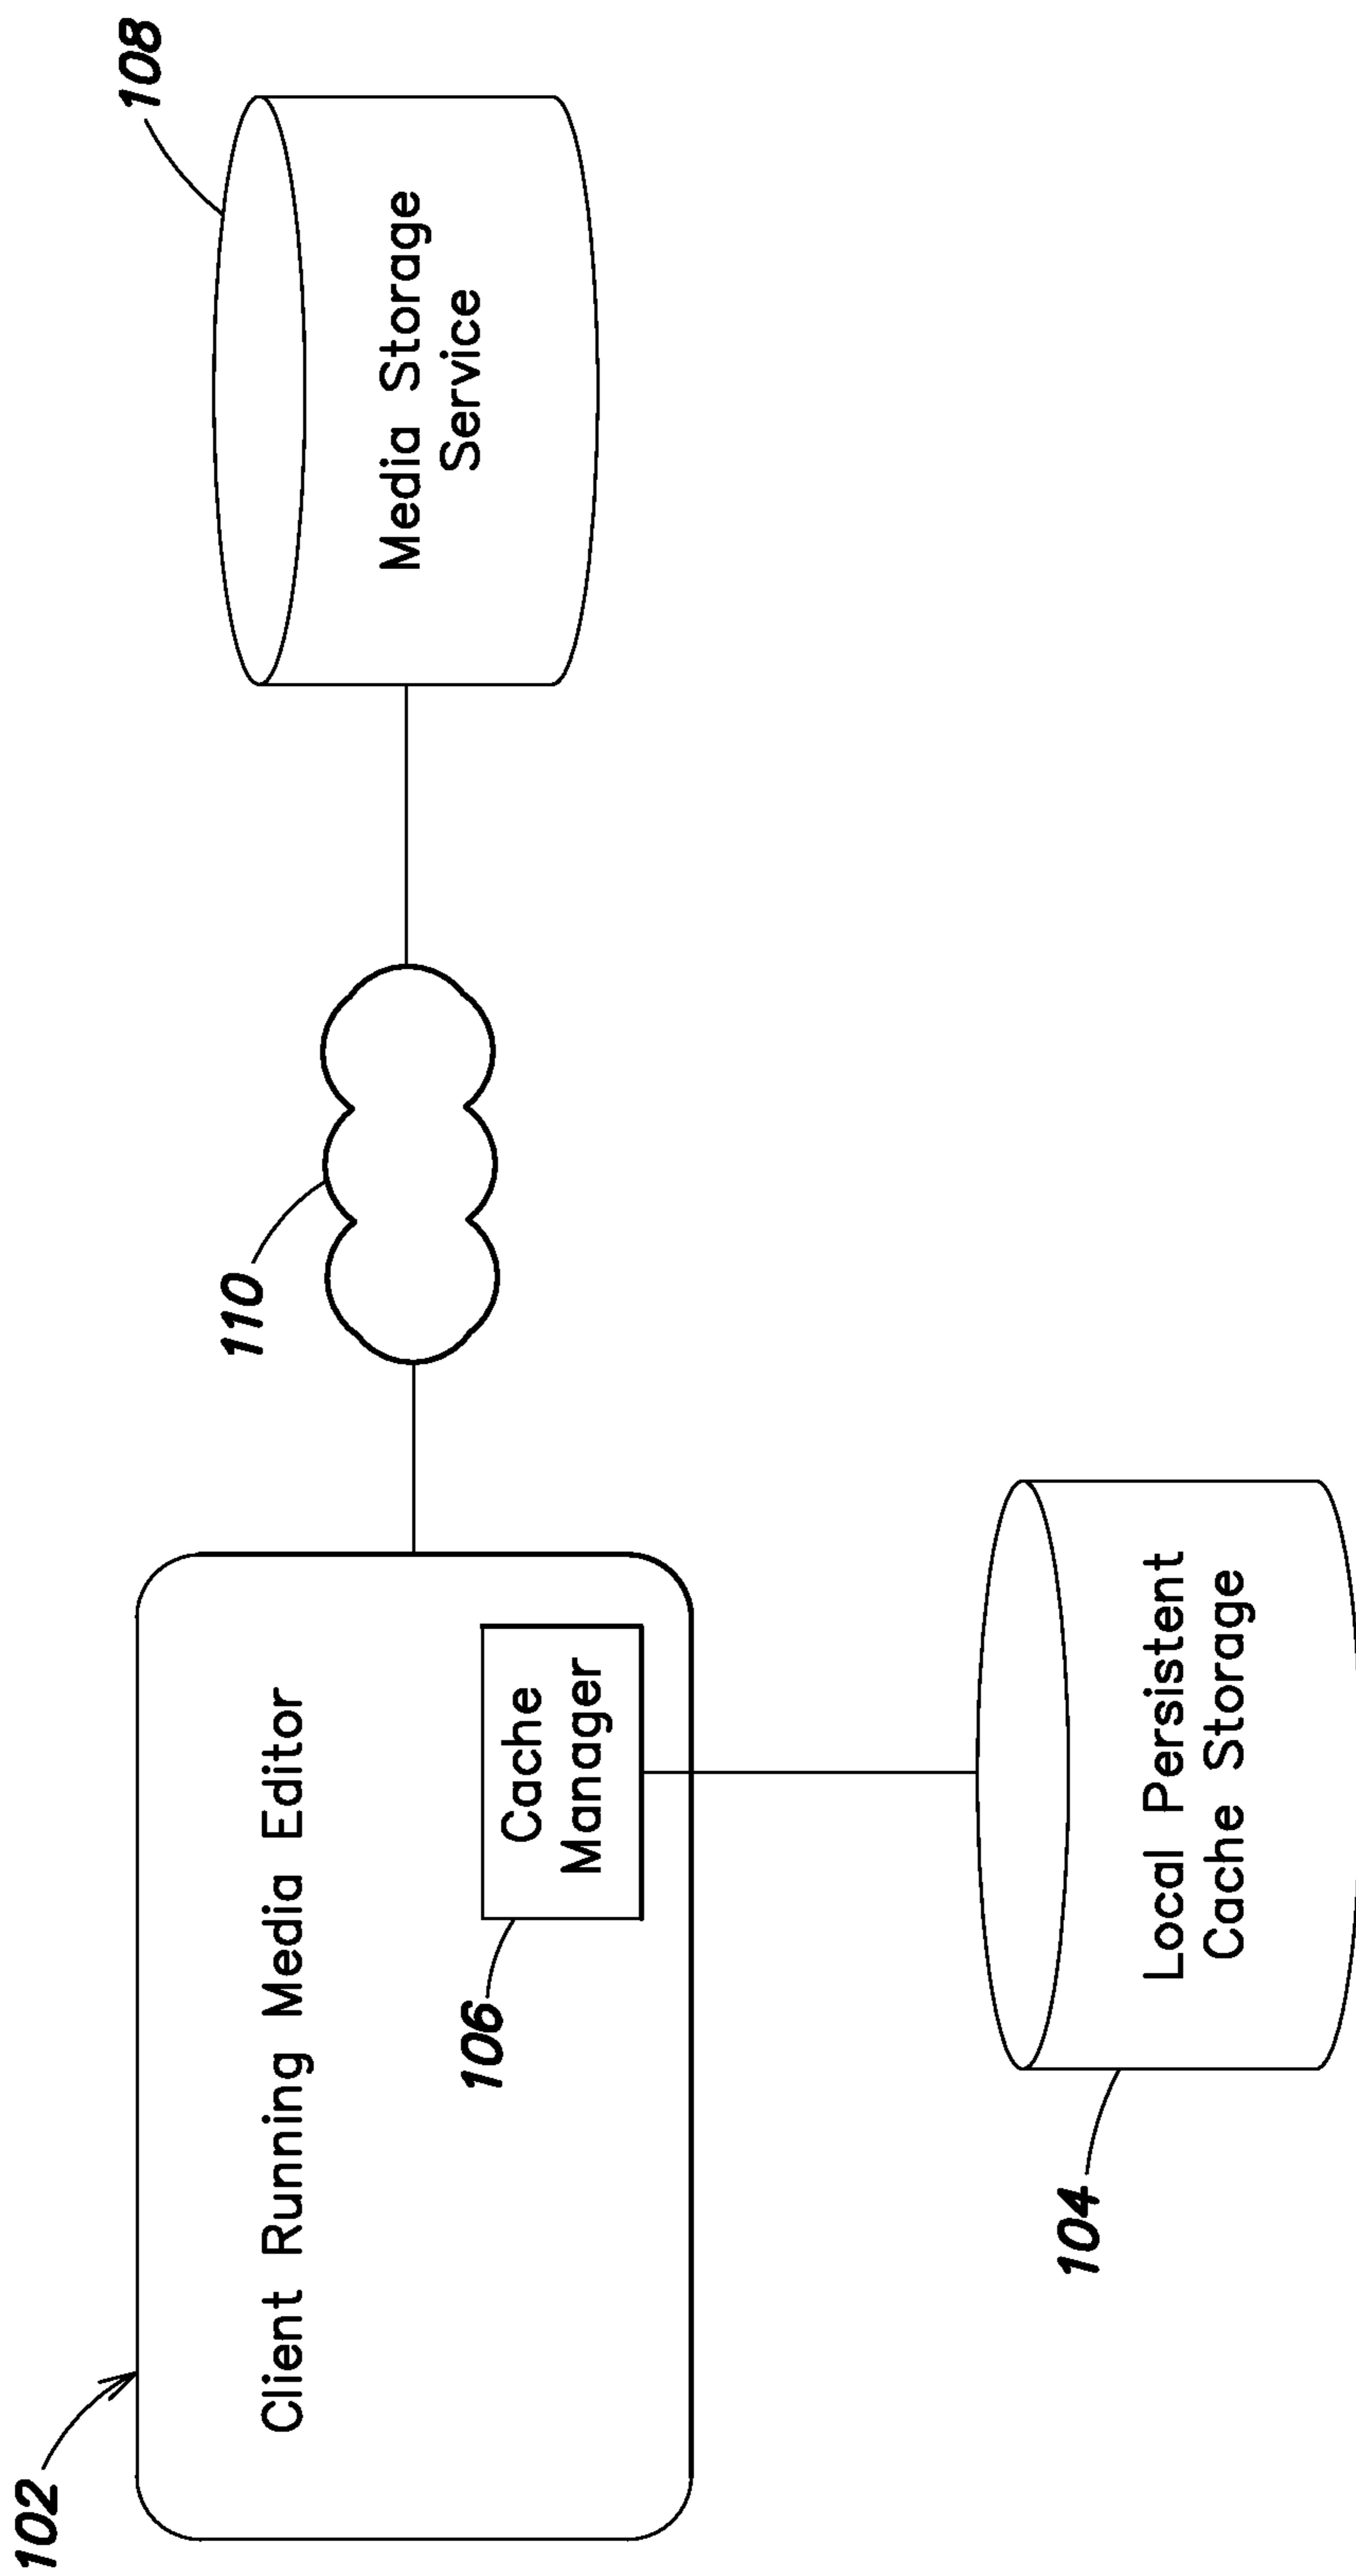 102
Client Running Media Editor
106
Cache
Manager
110
108
Media Storage
Service
104
Local Persistent
Cache Storage